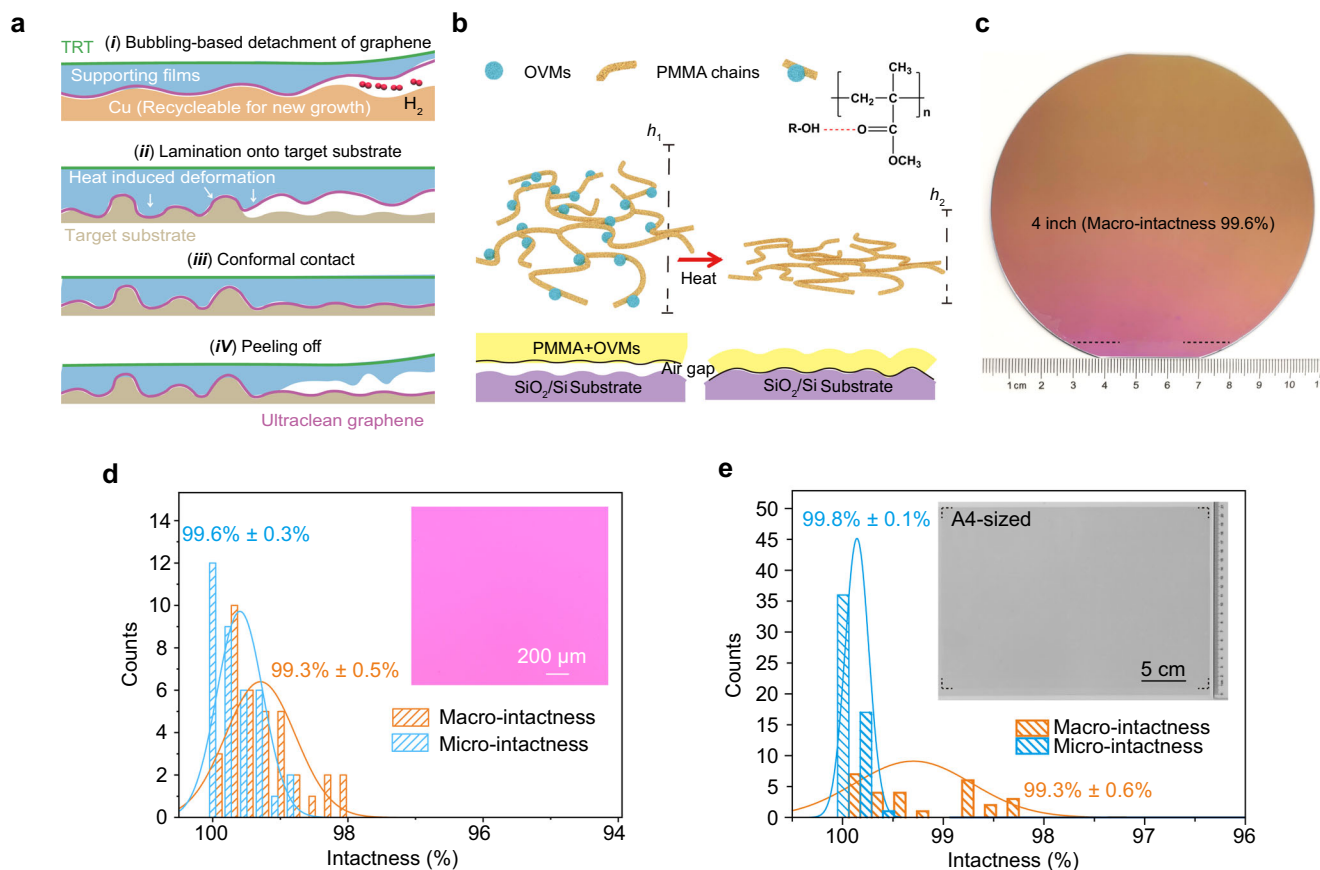 a
TRT
(i) Bubbling-based detachment of graphene
Supporting films
Cu (Recycleable for new growth)
H2
(ii) Lamination onto target substrate
Heat induced deformation
Target substrate
(iii) Conformal contact
(iV) Peeling off
Ultraclean graphene
b
OVMs
PMMA chains
CH3
CH2
C
n
R-OH
O
C
OCH3
h1
h2
Heat
PMMA+OVMs
Air gap
SiO2/Si Substrate
SiO2/Si Substrate
c
4 inch (Macro-intactness 99.6%)
1 cm 2 3 4 5 6 7 8 9 10 1
d
99.6% ± 0.3%
99.3% ± 0.5%
200 μm
Macro-intactness
Micro-intactness
Counts
14
12
10
8
6
4
2
0
100 98 96 94
Intactness (%)
e
99.8% ± 0.1%
A4-sized
5 cm
Macro-intactness
Micro-intactness
99.3% ± 0.6%
Counts
50
45
40
35
30
25
20
15
10
5
0
100 99 98 97 96
Intactness (%)